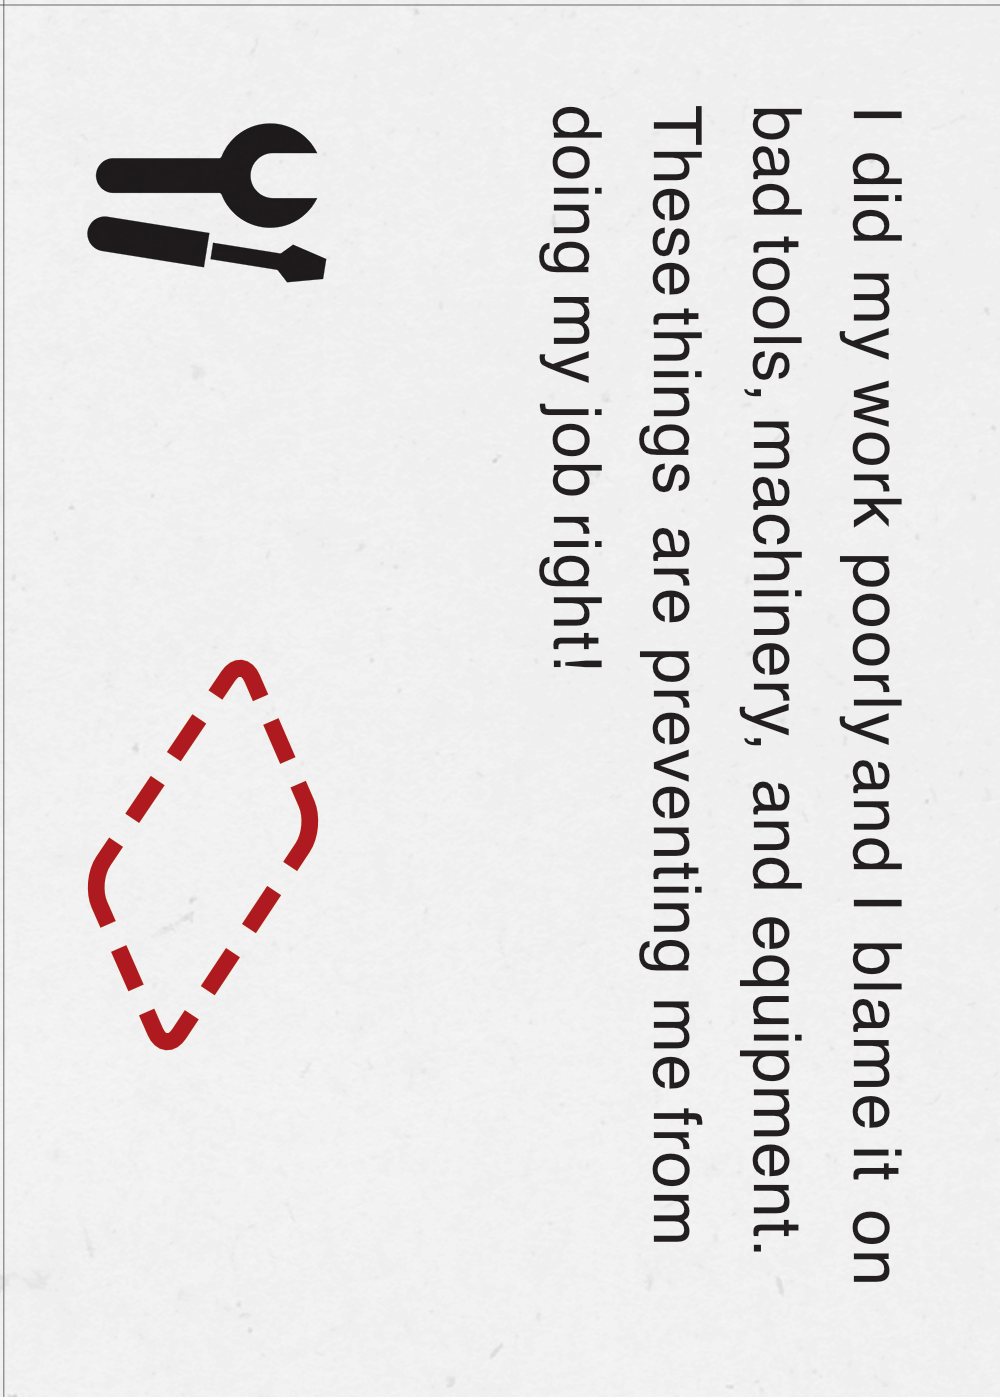 I did my work poorly and I blame it on
bad tools, machinery, and equipment.
These things are preventing me from
doing my job right!